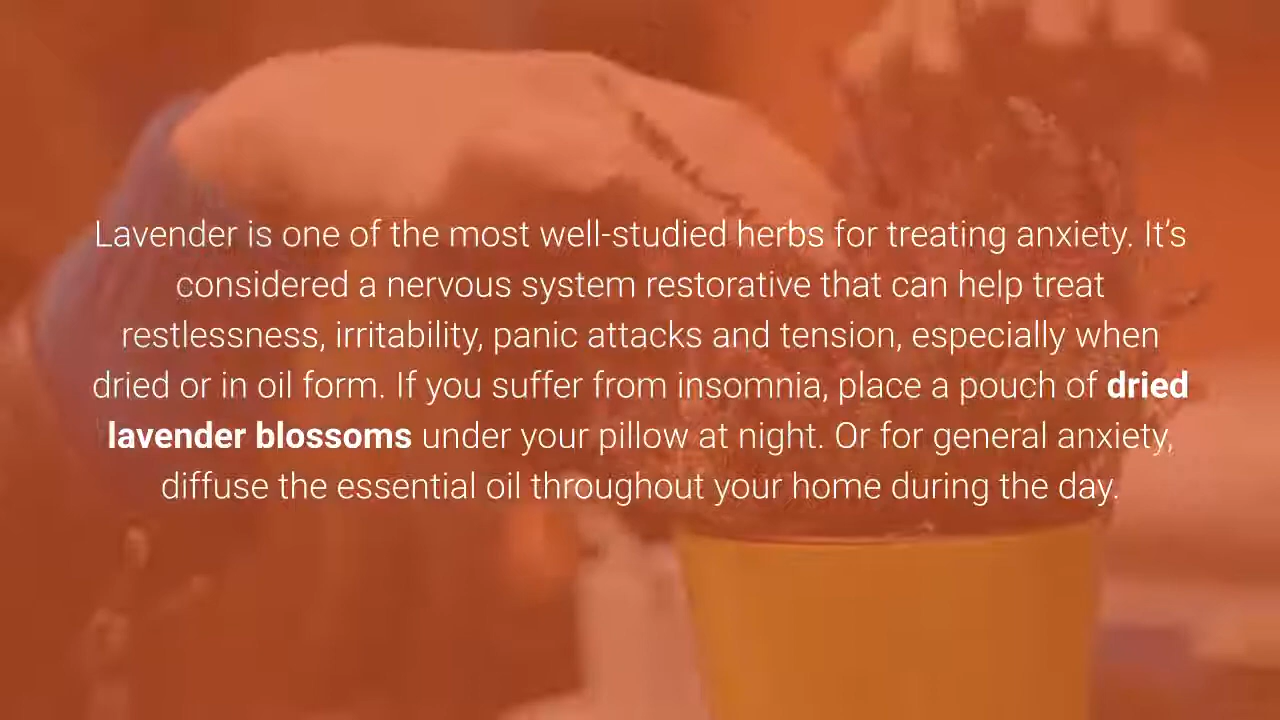 Lavender is one of the most well-studied herbs for treating anxiety. It’s
considered a nervous system restorative that can help treat
restlessness, irritability, panic attacks and tension, especially when
dried or in oil form. If you suffer from insomnia, place a pouch of dried
lavender blossoms under your pillow at night. Or for general anxiety,
diffuse the essential oil throughout your home during the day.